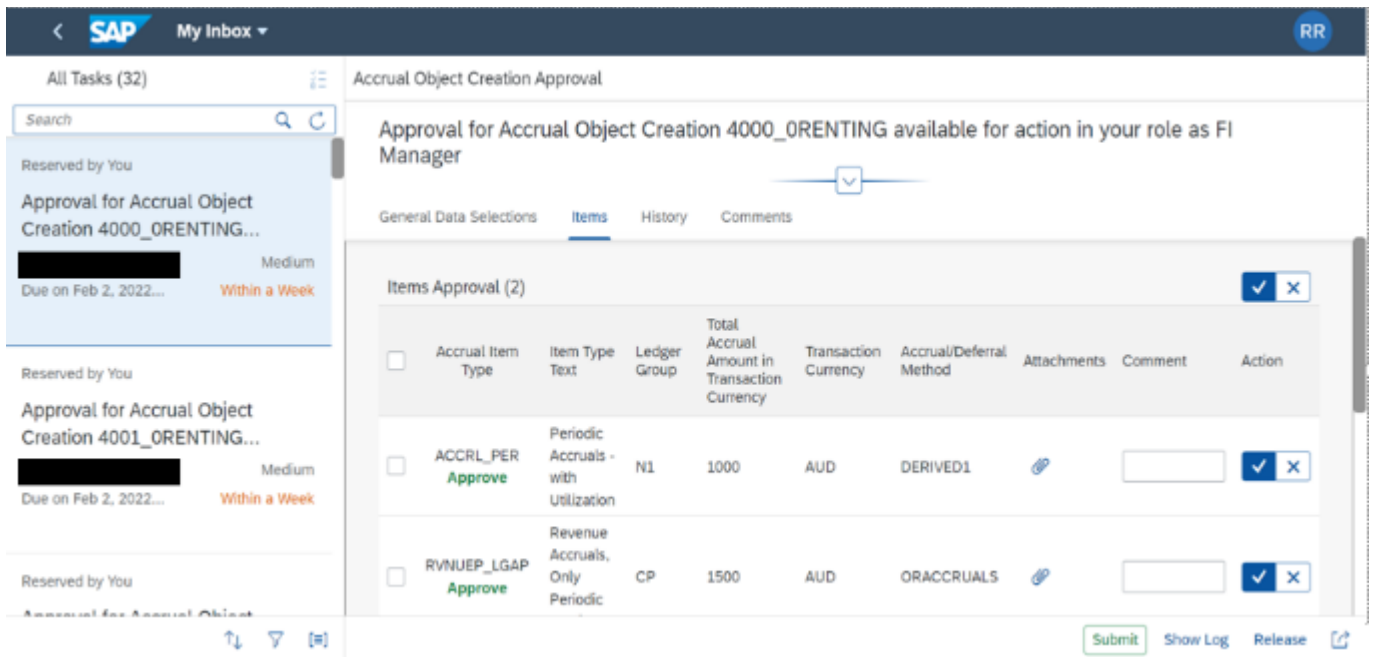 SAP
My Inbox
RR
All Tasks (32)
Search
Reserved by You
Approval for Accrual Object
Creation 4000_0RENTING...
Medium
Due on Feb 2, 2022....
Within a Week
Reserved by You
Approval for Accrual Object
Creation 4001_0RENTING...
Medium
Due on Feb 2, 2022....
Within a Week
Reserved by You
Approval for Accrual Object
Accrual Object Creation Approval
Approval for Accrual Object Creation 4000_0RENTING available for action in your role as FI
Manager
General Data Selections
Items
History
Comments
Items Approval (2)
Accrual Item
Type
Item Type
Text
Ledger
Group
Total
Accrual
Amount in
Transaction
Currency
Transaction
Currency
Accrual/Deferral
Method
Attachments
Comment
Action
ACCRL_PER
Approve
Periodic
Accruals -
with
Utilization
N1
1000
AUD
DERIVED1
RVNUEP_LGAP
Approve
Revenue
Accruals,
Only
Periodic
CP
1500
AUD
ORACCRUALS
Submit
Show Log
Release